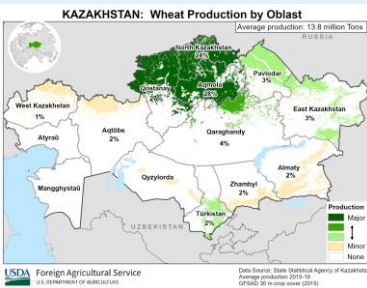 KAZAKHSTAN: Wheat Production by Oblast
Average production: 13.8 million Tons
RUSSIA
North Kazakhstan
24%
Qostanay
Aqmola
Pavlodar
3%
West Kazakhstan
1%
East Kazakhstan
3%
Atyraū
Aqtöbe
2%
Qaraghandy
4%
Mangghystaū
Qyzylorda
Almaty
2%
Zhambyl
2%
Türkistan
2%
UZBEKISTAN
Production
Major
Minor
None
USDA Foreign Agricultural Service
U.S. DEPARTMENT OF AGRICULTURE
Data Source: State Statistical Agency of Kazakhsta
Average production 2015-19
GFSAD 30 m crop cover (2015)